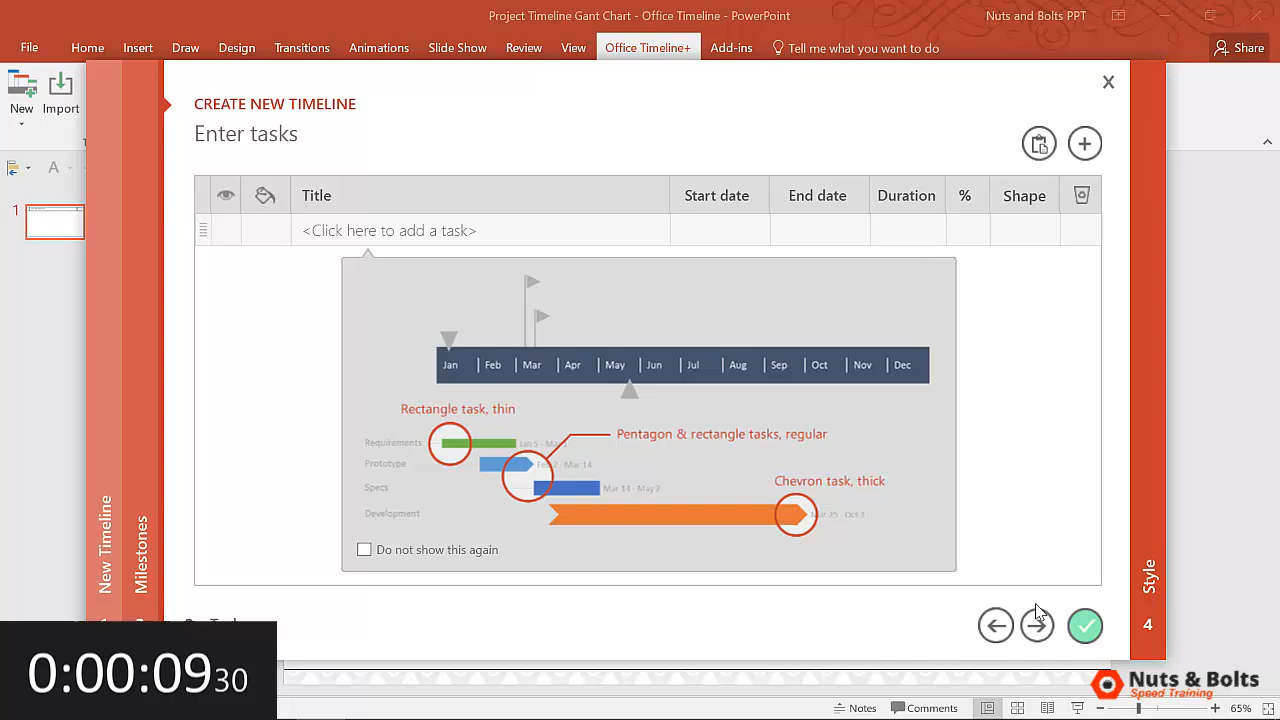 Project Timeline Gant Chart - Office Timeline - PowerPoint
Nuts and Bolts PPT
File Home Insert Draw Design Transitions Animations Slide Show Review View Office Timeline+ Add-ins Tell me what you want to do Share
New Import
CREATE NEW TIMELINE
Enter tasks
Title Start date End date Duration % Shape
<Click here to add a task>
1
Jan Feb Mar Apr May Jun Jul Aug Sep Oct Nov Dec
Rectangle task, thin
Pentagon & rectangle tasks, regular
Requirements
Prototype Mar 14
Specs Mar 14 - May 2
Chevron task, thick
Development
Do not show this again
New Timeline
Milestones
Style
4
0:00:0930
Nuts & Bolts
Speed Training
Notes Comments 65%